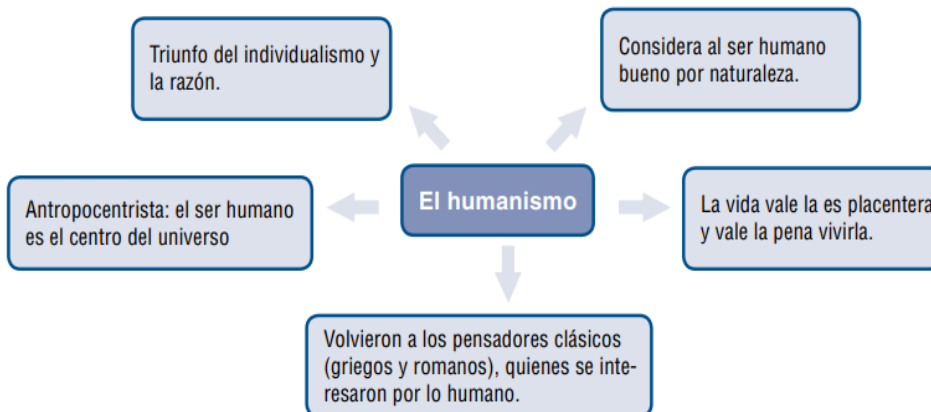 Triunfo del individualismo y
la razón.
Considera al ser humano
bueno por naturaleza.
Antropocentrista: el ser humano
es el centro del universo
El humanismo
La vida vale la es placentera
y vale la pena vivirla.
Volvieron a los pensadores clásicos
(griegos y romanos), quienes se inte-
resaron por lo humano.